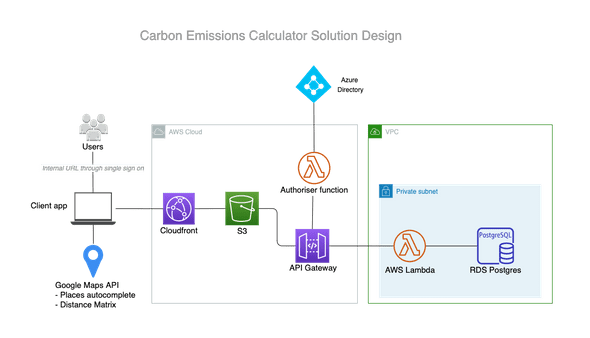 Carbon Emissions Calculator Solution Design
Azure
Directory
AWS Cloud
VPC
Users
Internal URL through single sign on
Authoriser function
Private subnet
Client app
Cloudfront
S3
API Gateway
AWS Lambda
PostgreSQL
RDS Postgres
Google Maps API
- Places autocomplete
- Distance Matrix